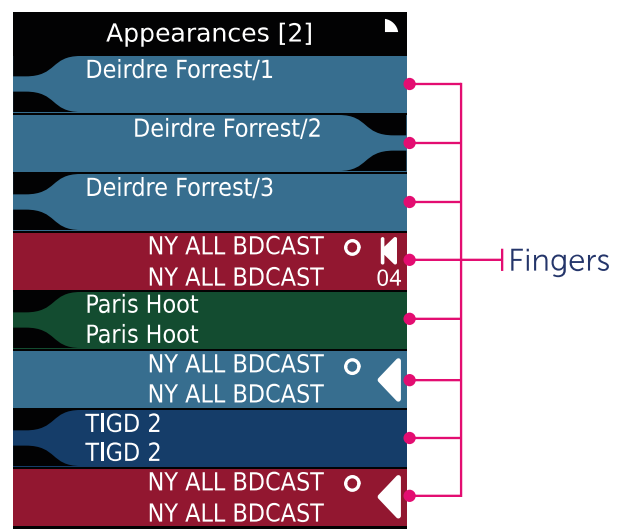 Appearances [2]
Deirdre Forrest/1
Deirdre Forrest/2
Deirdre Forrest/3
NY ALL BDCAST
NY ALL BDCAST 04
Fingers
Paris Hoot
Paris Hoot
NY ALL BDCAST
NY ALL BDCAST
TIGD 2
TIGD 2
NY ALL BDCAST
NY ALL BDCAST